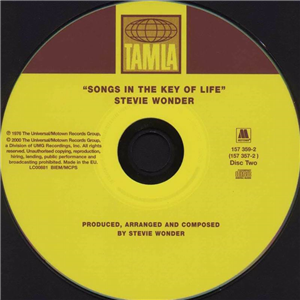 TAMLA
"SONGS IN THE KEY OF LIFE"
STEVIE WONDER
℗ 1976 The Universal/Motown Records Group.
© 2000 The Universal/Motown Records Group,
a Division of UMG Recordings, Inc. All rights
reserved. Unauthorised copying, reproduction,
hiring, lending, public performance and
broadcasting prohibited. Made in the EU.
LC00881 BIEM/MCPS
MOTOWN
157 359-2
(157 357-2)
Disc Two
PRODUCED, ARRANGED AND COMPOSED
BY STEVIE WONDER